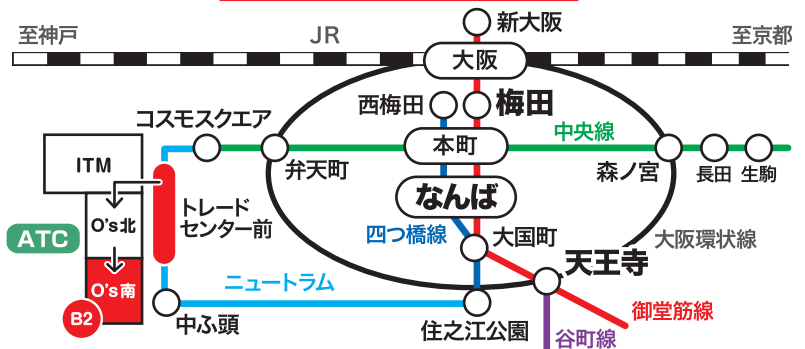 新大阪
至神戸
JR
至京都
大阪
西梅田
梅田
コスモスクエア
中央線
本町
ITM
弁天町
森ノ宮
長田
生駒
トレード
センター前
なんば
O's北
ATC
四つ橋線
大国町
大阪環状線
天王寺
O's南
ニュートラム
B2
中ふ頭
住之江公園
御堂筋線
谷町線